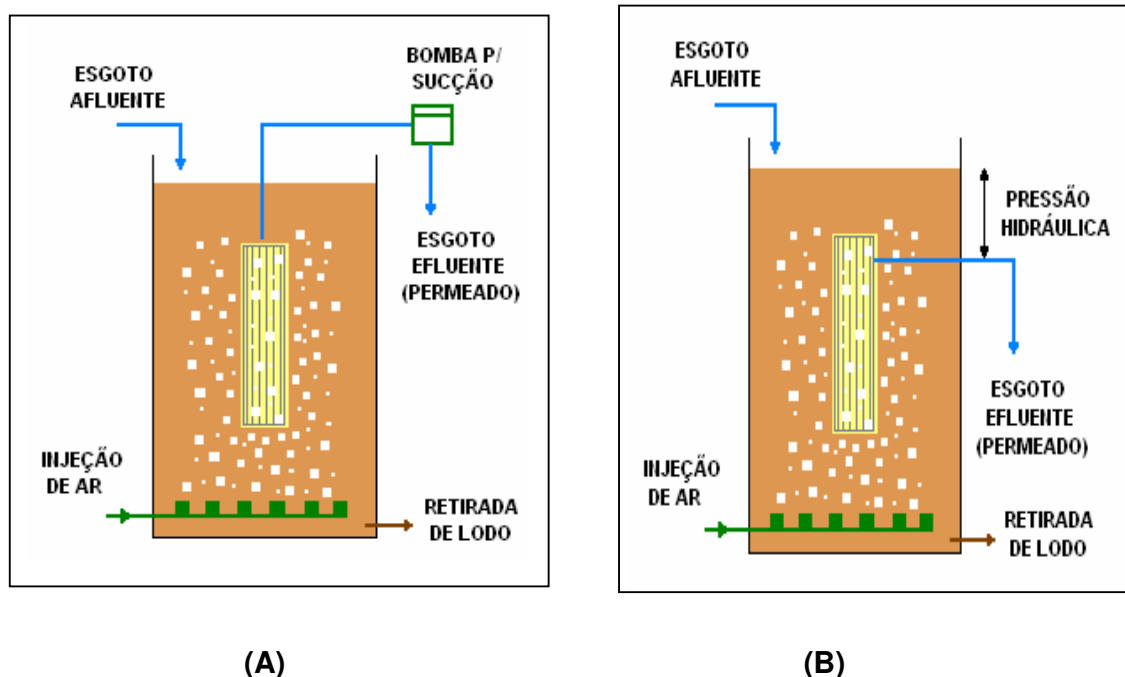 ESGOTO
AFLUENTE
BOMBA P/
SUCÇÃO
ESGOTO
EFLUENTE
(PERMEADO)
INJEÇÃO
DE AR
RETIRADA
DE LODO
(A)
ESGOTO
AFLUENTE
PRESSÃO
HIDRÁULICA
ESGOTO
EFLUENTE
(PERMEADO)
INJEÇÃO
DE AR
RETIRADA
DE LODO
(B)